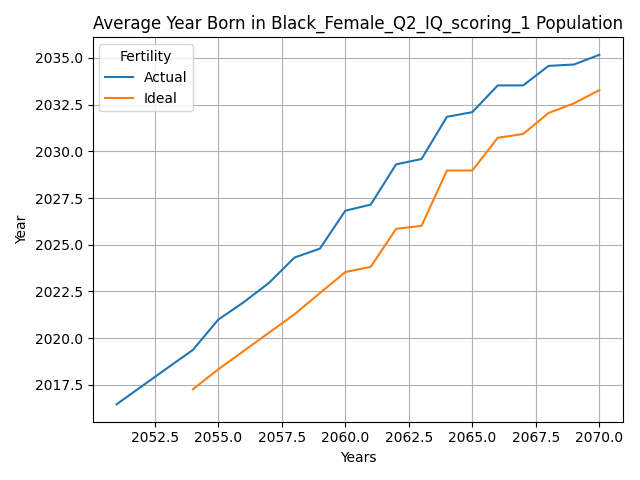 Average Year Born in Black_Female_Q2_IQ_scoring_1 Population
Fertility
Actual
Ideal
2035.0
2032.5
2030.0
2027.5
2025.0
2022.5
2020.0
2017.5
Year
2052.5 2055.0 2057.5 2060.0 2062.5 2065.0 2067.5 2070.0
Years